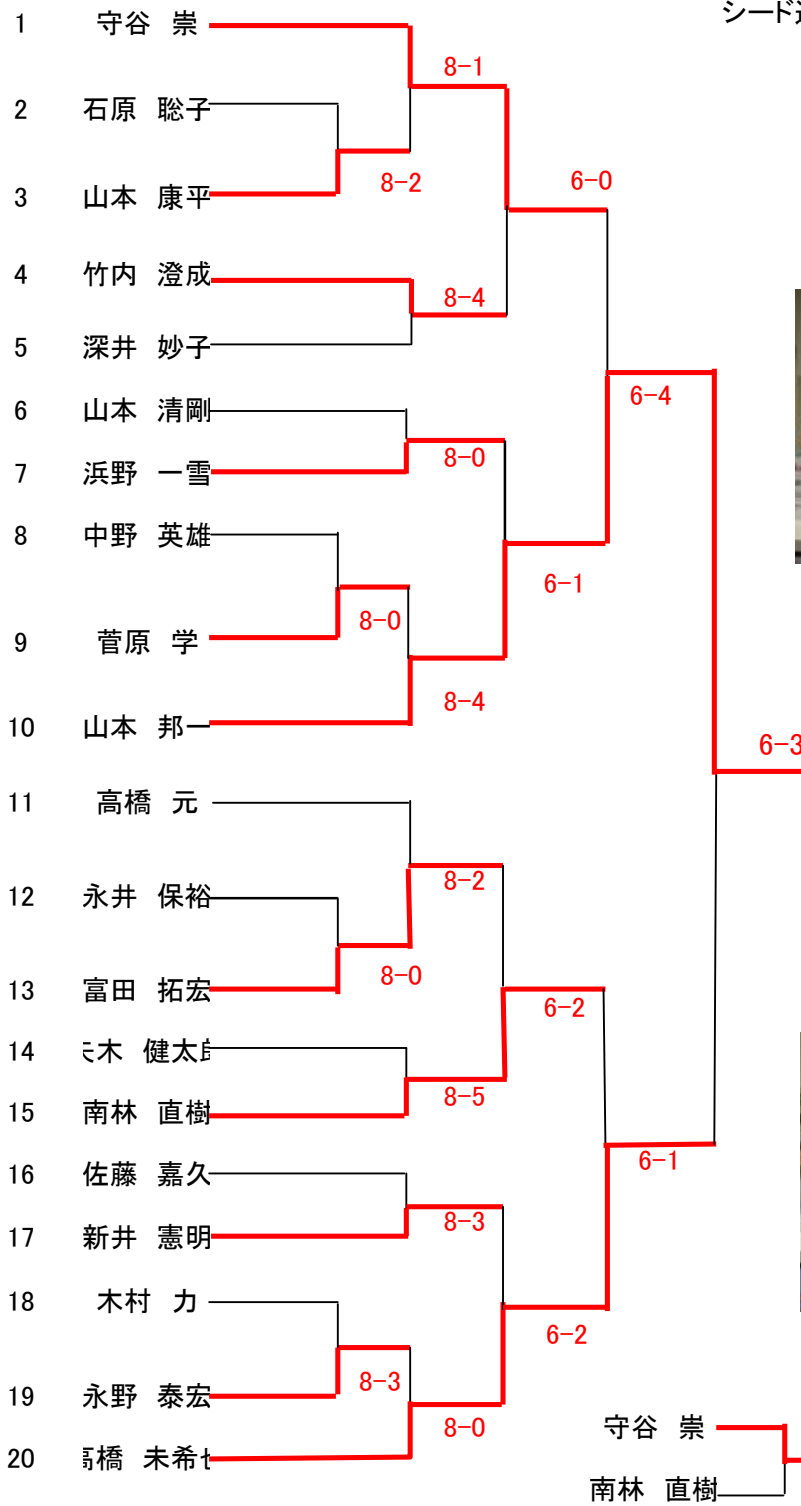 シード
1 守谷 崇
8-1
2 石原 聡子
8-2
6-0
3 山本 康平
4 竹内 澄成
8-4
5 深井 妙子
6-4
6 山本 清剛
8-0
7 浜野 一雪
8 中野 英雄
6-1
8-0
9 菅原 学
8-4
10 山本 邦一
6-3
11 高橋 元
8-2
12 永井 保裕
8-0
13 富田 拓宏
6-2
14 木 健太
8-5
15 南林 直樹
6-1
16 佐藤 嘉久
8-3
17 新井 憲明
18 木村 力
6-2
8-3
19 永野 泰宏
8-0
守谷 崇
20 高橋 未希
南林 直樹